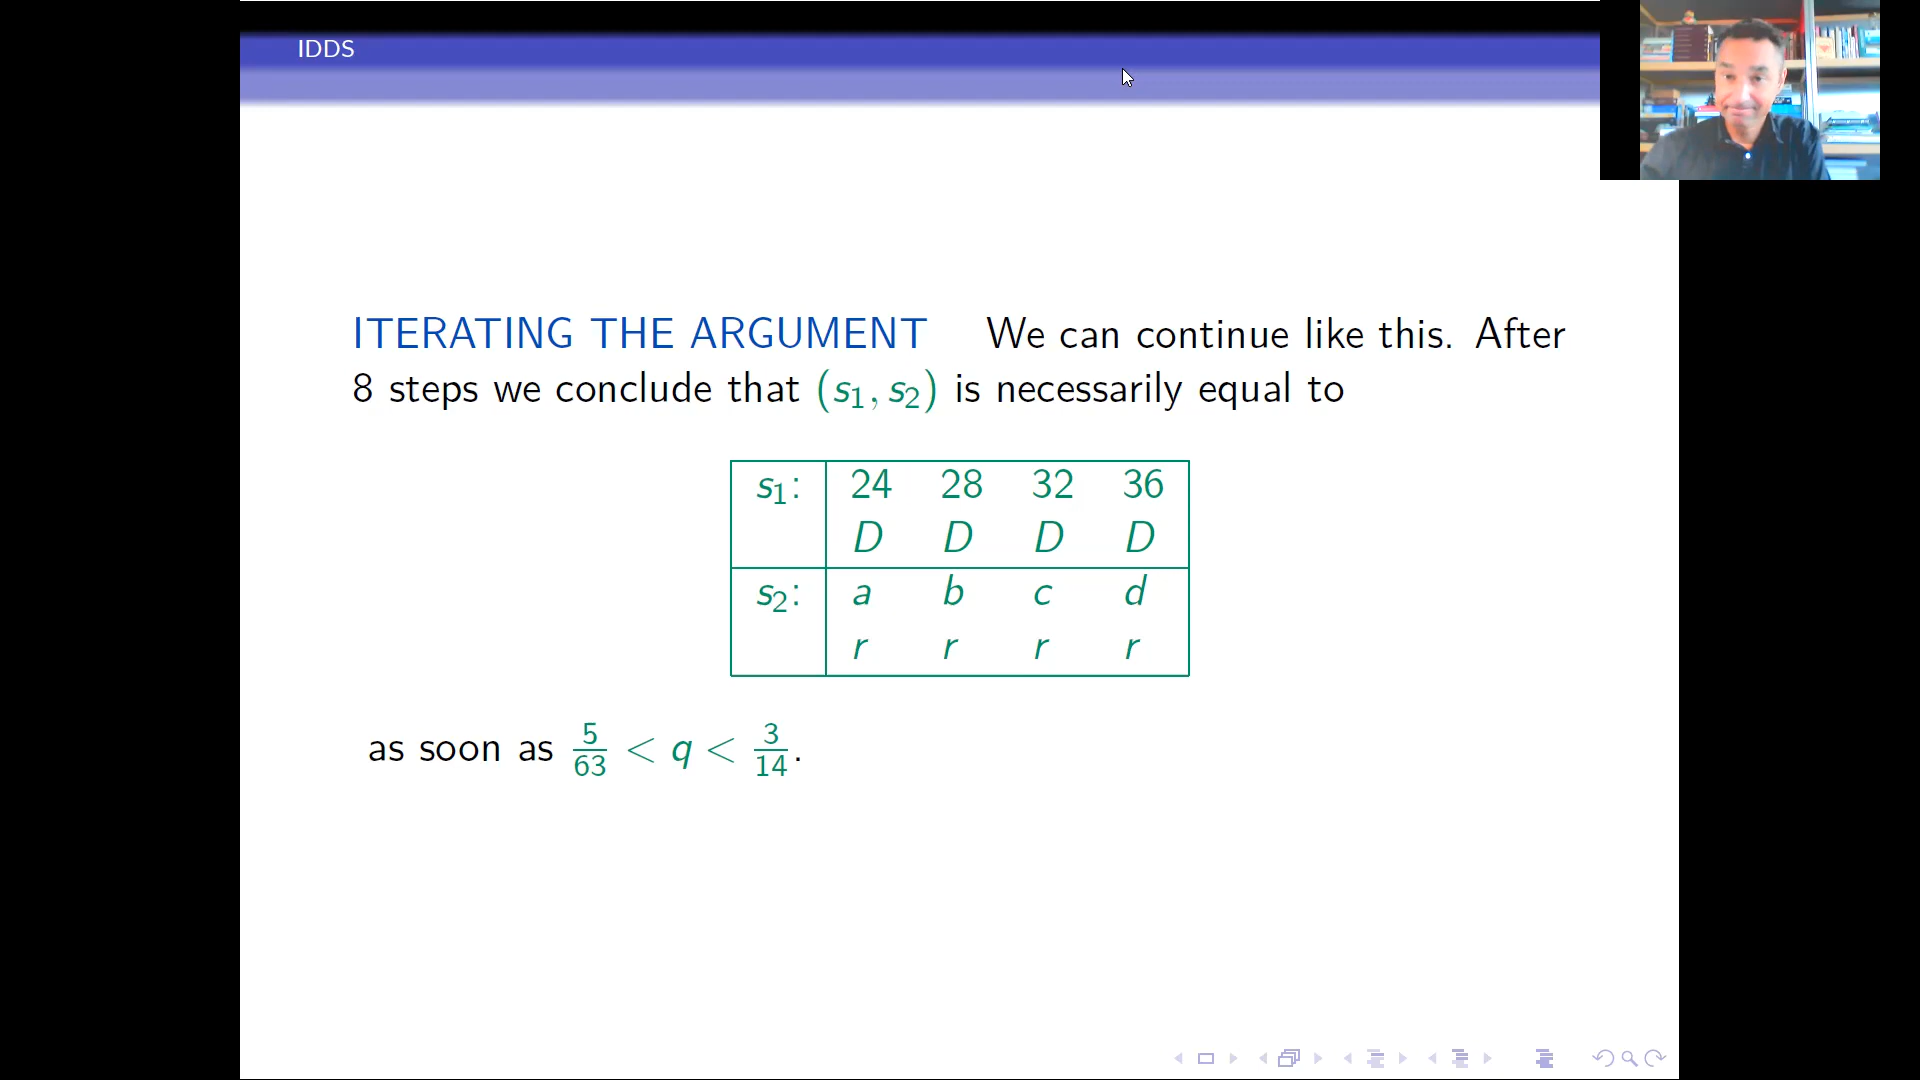 IDDS
ITERATING THE ARGUMENT We can continue like this. After
8 steps we conclude that (s₁, s₂) is necessarily equal to
s₁: 24 28 32 36
D D D D
s₂: a b c d
r r r r
as soon as 5/63 < q < 3/14.